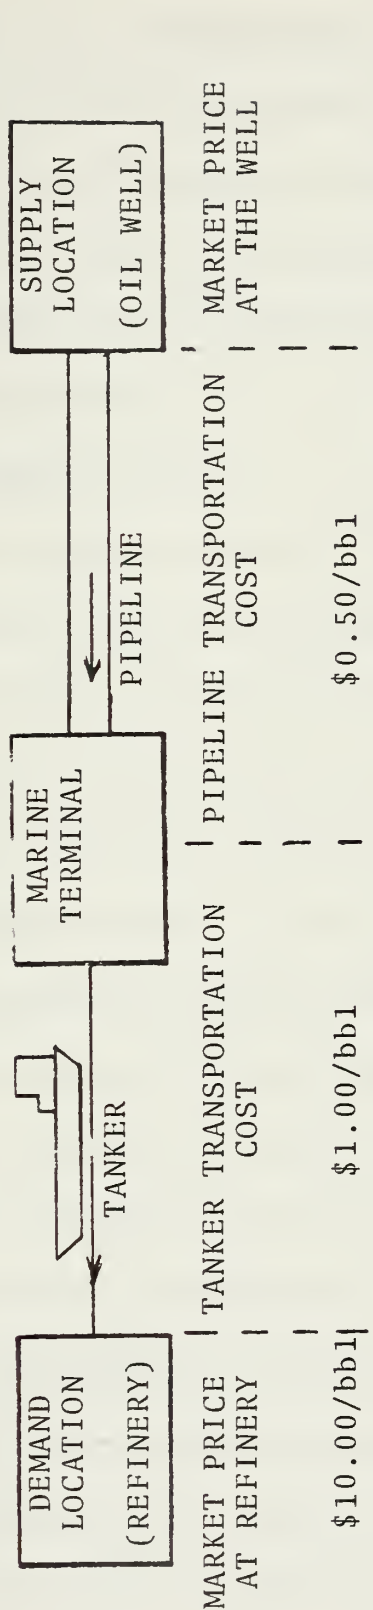 DEMAND
LOCATION
(REFINERY)
TANKER
MARINE
TERMINAL
PIPELINE
SUPPLY
LOCATION
(OIL WELL)
MARKET PRICE
AT REFINERY
TANKER TRANSPORTATION
COST
PIPELINE TRANSPORTATION
COST
MARKET PRICE
AT THE WELL
$10.00/bbl
$1.00/bbl
$0.50/bbl